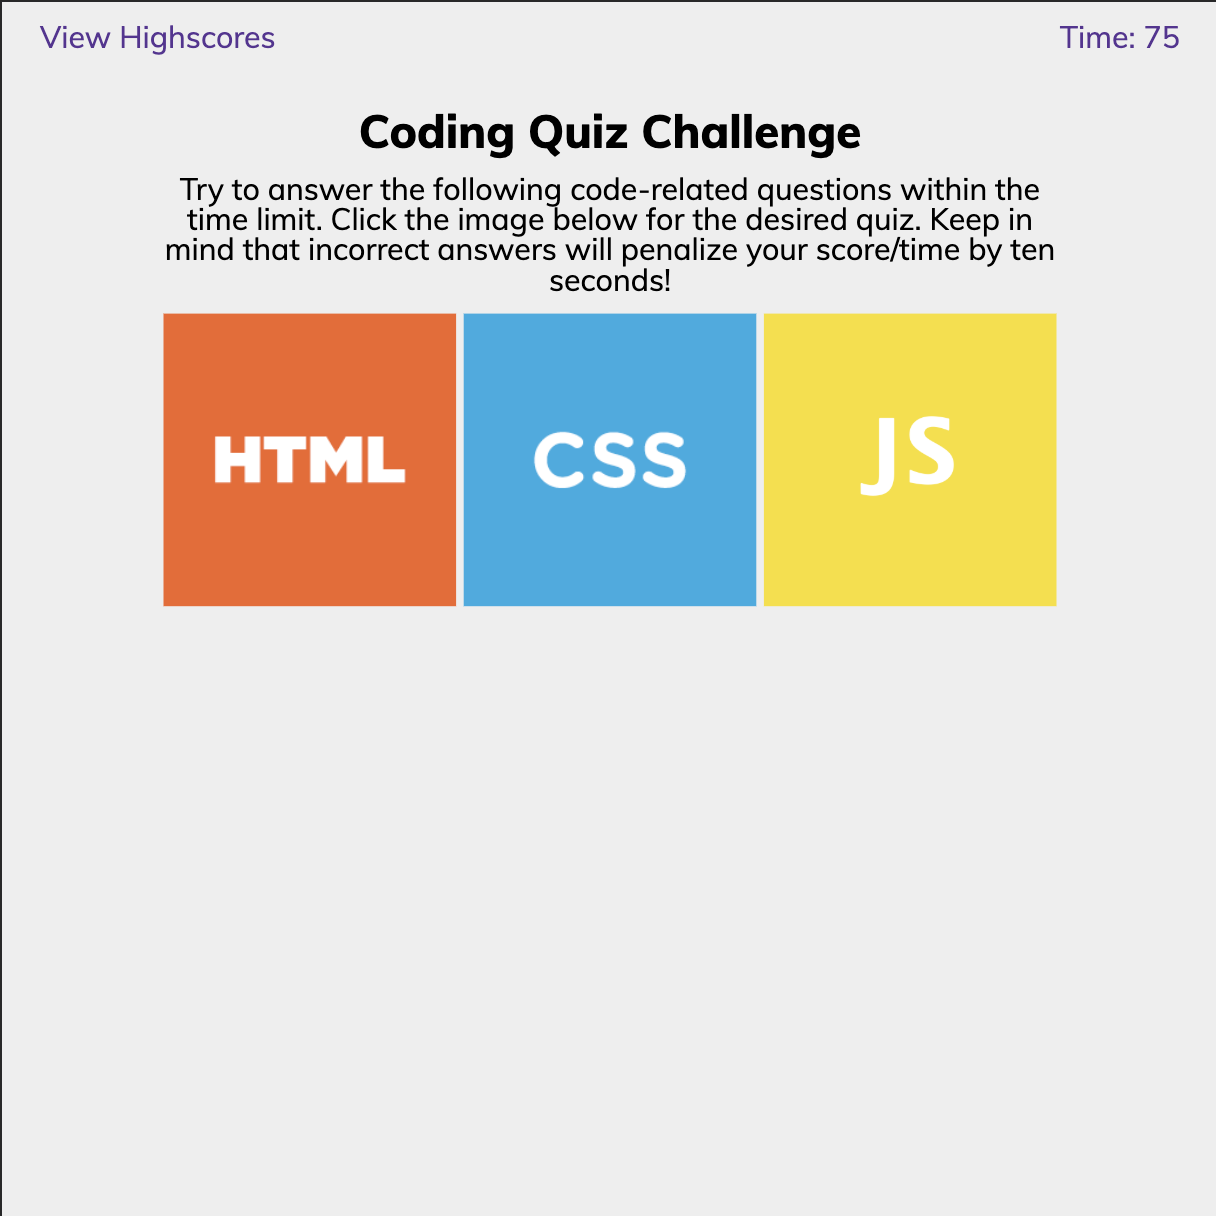 View Highscores
Time: 75
Coding Quiz Challenge
Try to answer the following code-related questions within the
time limit. Click the image below for the desired quiz. Keep in
mind that incorrect answers will penalize your score/time by ten
seconds!
HTML
CSS
JS